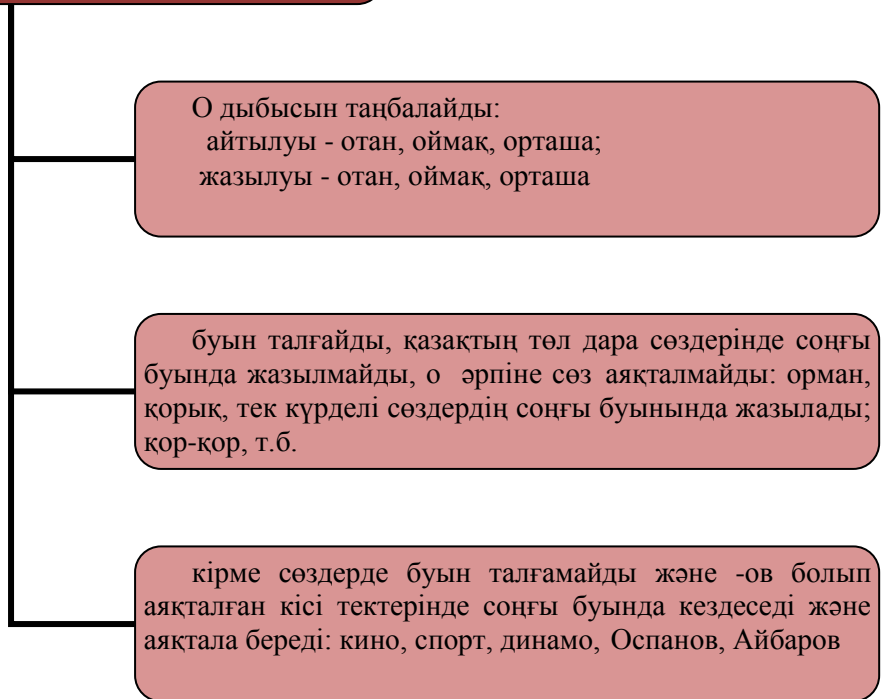 О дыбысын таңбалайды:
айтылуы - отан, оймақ, орташа;
жазылуы - отан, оймақ, орташа
буын талғайды, қазақтың төл дара сөздерінде соңғы
буында жазылмайды, о әрпіне сөз аяқталмайды: орман,
қорық, тек күрделі сөздердің соңғы буынында жазылады;
қор-қор, т.б.
кірме сөздерде буын талғамайды және -ов болып
аяқталған кісі тектерінде соңғы буында кездеседі және
аяқтала береді: кино, спорт, динамо, Оспанов, Айбаров